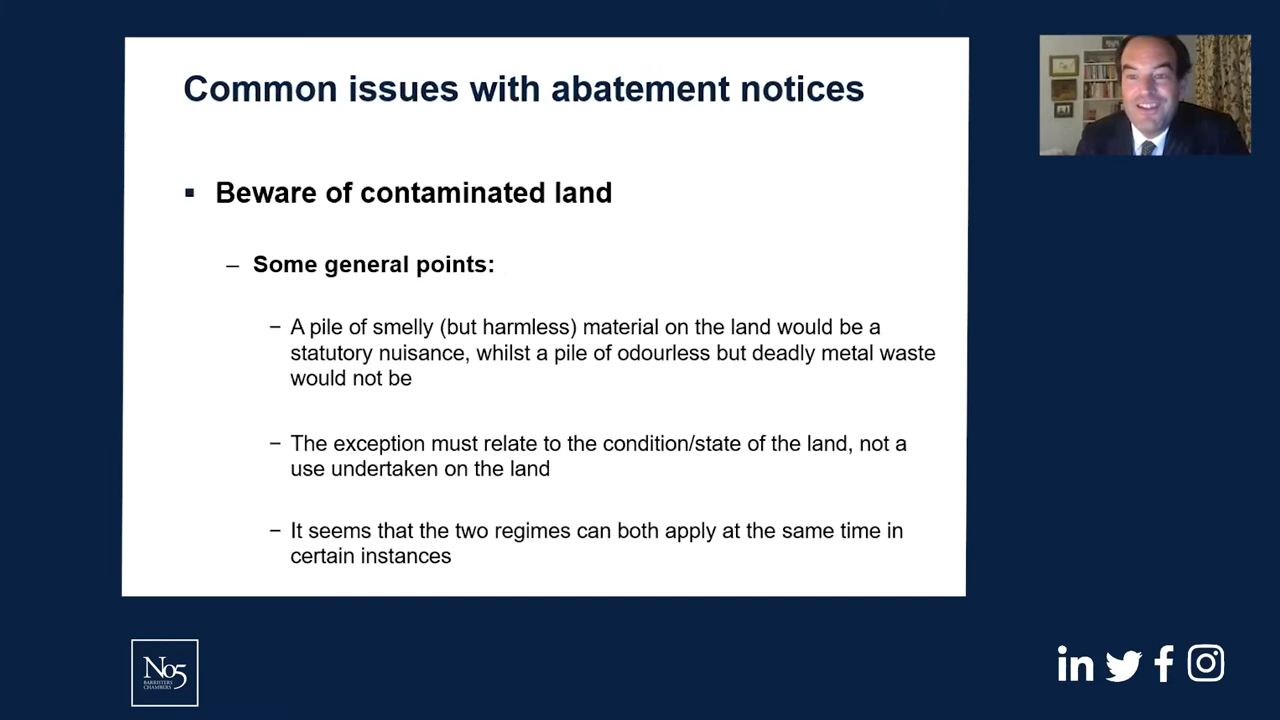 Common issues with abatement notices
▪ Beware of contaminated land
– Some general points:
− A pile of smelly (but harmless) material on the land would be a
statutory nuisance, whilst a pile of odourless but deadly metal waste
would not be
− The exception must relate to the condition/state of the land, not a
use undertaken on the land
− It seems that the two regimes can both apply at the same time in
certain instances
No5
BARRISTERS
CHAMBERS
in
f